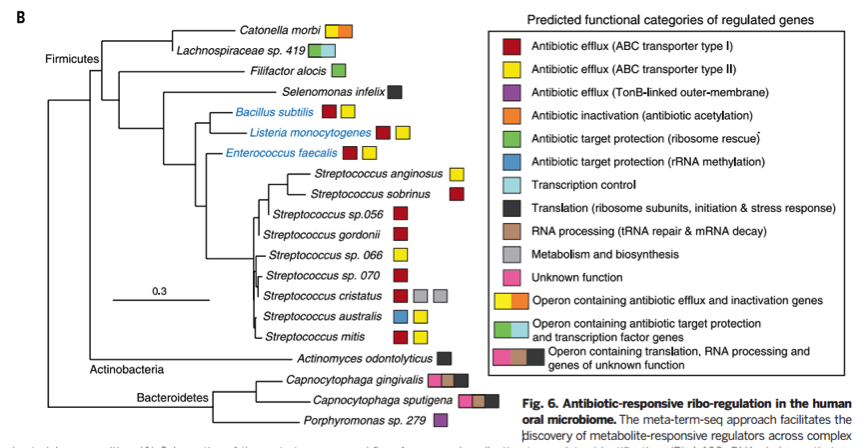 B
Catonella morbi
Lachnospiraceae sp. 419
Firmicutes
Filifactor alocis
Selenomonas infelix
Bacillus subtilis
Listeria monocytogenes
Enterococcus faecalis
Streptococcus anginosus
Streptococcus sobrinus
Streptococcus sp.056
Streptococcus gordonii
Streptococcus sp. 066
Streptococcus sp. 070
0.3
Streptococcus cristatus
Streptococcus australis
Streptococcus mitis
Actinomyces odontolyticus
Actinobacteria
Capnocytophaga gingivalis
Bacteroidetes
Capnocytophaga sputigena
Porphyromonas sp. 279
Predicted functional categories of regulated genes
Antibiotic efflux (ABC transporter type I)
Antibiotic efflux (ABC transporter type II)
Antibiotic efflux (TonB-linked outer-membrane)
Antibiotic inactivation (antibiotic acetylation)
Antibiotic target protection (ribosome rescue)*
Antibiotic target protection (rRNA methylation)
Transcription control
Translation (ribosome subunits, initiation & stress response)
RNA processing (tRNA repair & mRNA decay)
Metabolism and biosynthesis
Unknown function
Operon containing antibiotic efflux and inactivation genes
Operon containing antibiotic target protection
and transcription factor genes
Operon containing translation, RNA processing and
genes of unknown function
Fig. 6. Antibiotic-responsive ribo-regulation in the human
oral microbiome. The meta-term-seq approach facilitates the
discovery of metabolite-responsive regulators across complex